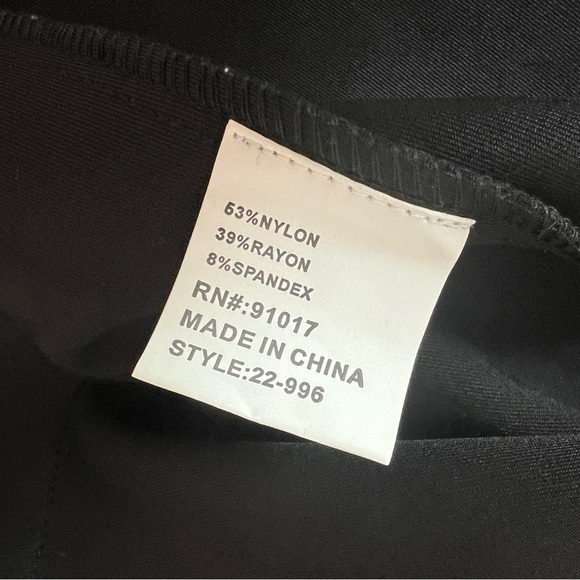 53%NYLON
39%RAYON
8%SPANDEX
RN#:91017
MADE IN CHINA
STYLE:22-996